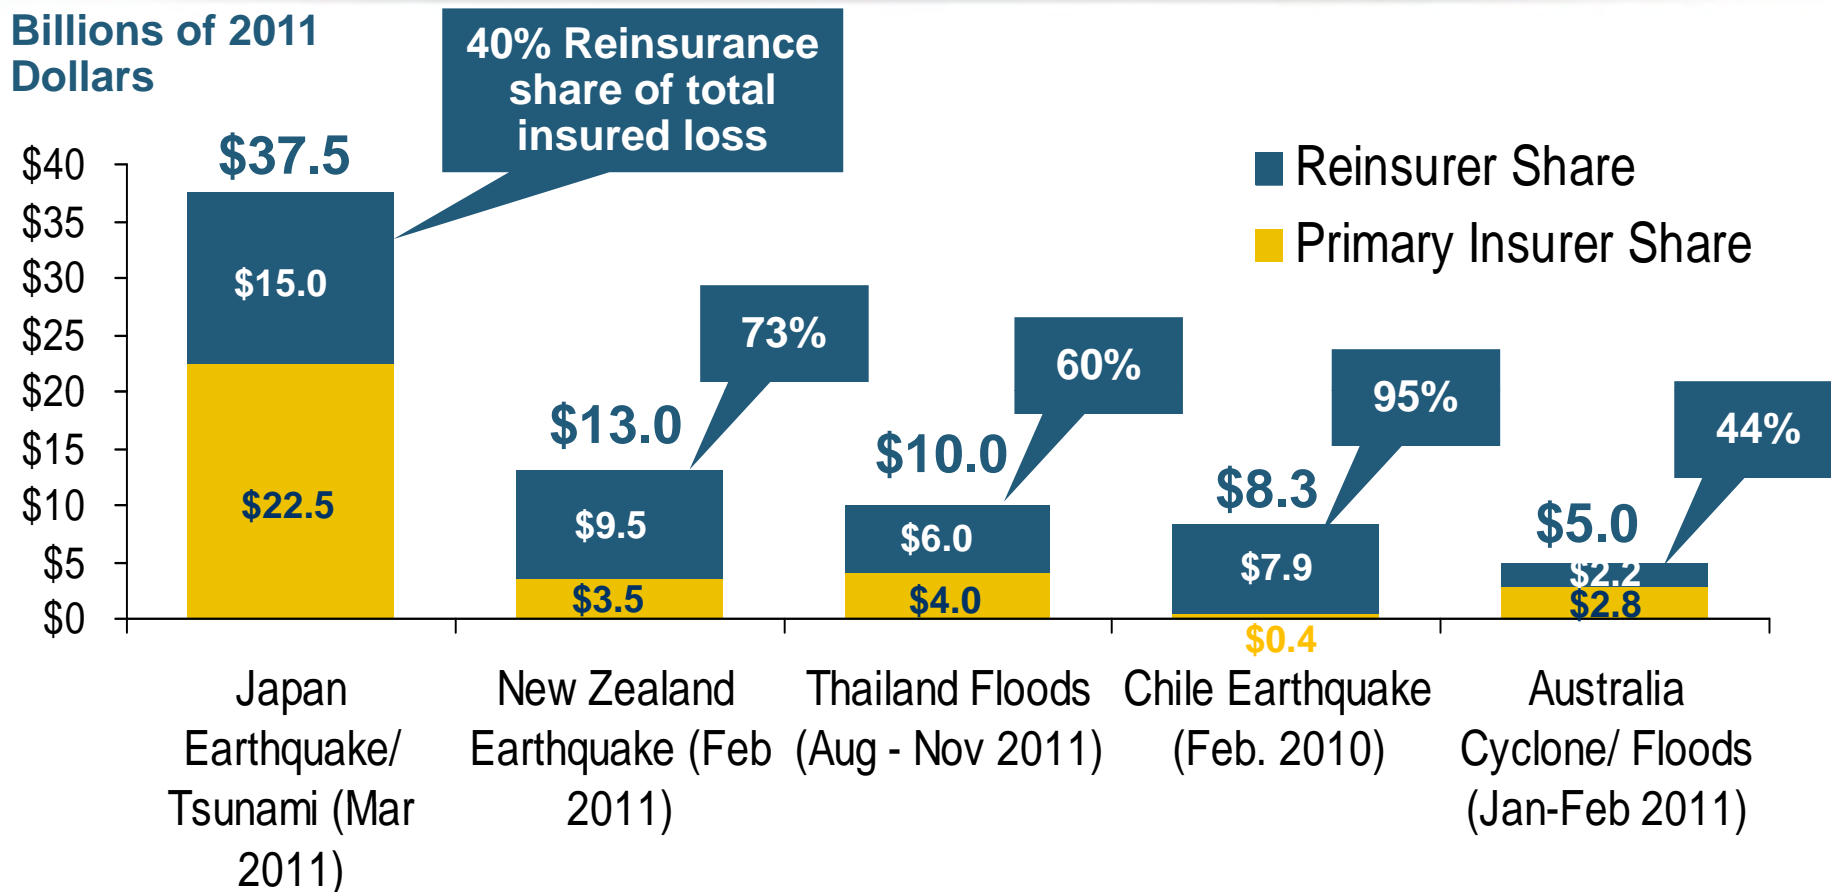 Billions of 2011
Dollars
40% Reinsurance
share of total
insured loss
$40
$35
$30
$25
$20
$15
$10
$5
$0
$37.5
$15.0
$22.5
Reinsurer Share
Primary Insurer Share
73%
$13.0
$9.5
$3.5
60%
$10.0
$6.0
$4.0
95%
$8.3
$7.9
$0.4
44%
$5.0
$2.2
$2.8
Japan
Earthquake/
Tsunami (Mar
2011)
New Zealand
Earthquake (Feb
2011)
Thailand Floods
(Aug - Nov 2011)
Chile Earthquake
(Feb. 2010)
Australia
Cyclone/ Floods
(Jan-Feb 2011)